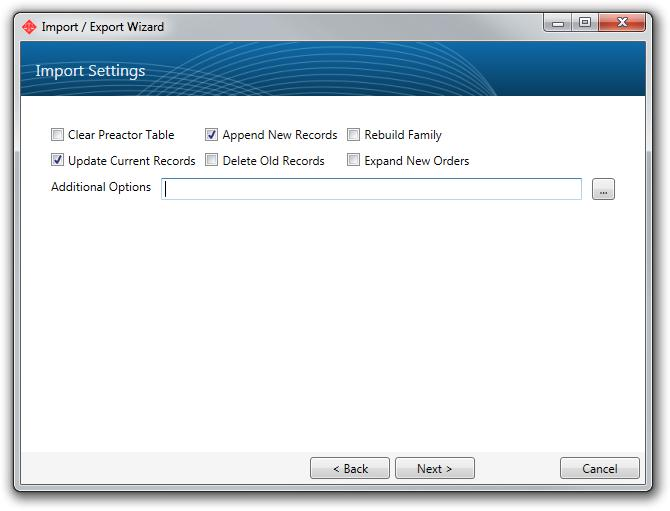 Import / Export Wizard
Import Settings
Clear Preactor Table Append New Records Rebuild Family
Update Current Records Delete Old Records Expand New Orders
Additional Options ...
< Back Next > Cancel